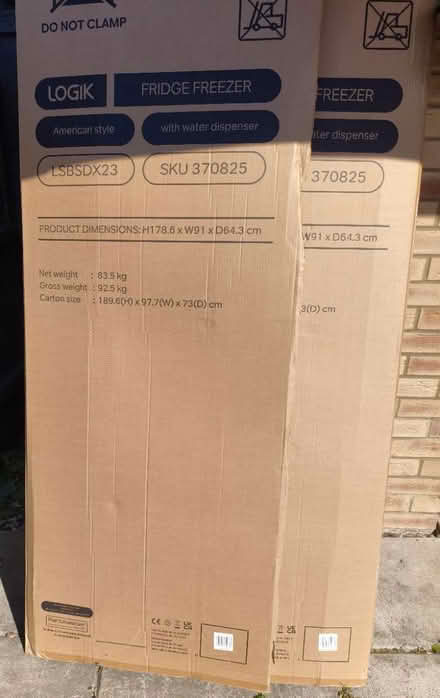 DO NOT CLAMP
LOGIK FRIDGE FREEZER
American style with water dispenser
LSBSDX23 SKU 370825
PRODUCT DIMENSIONS: H178.6 x W91 x D64.3 cm
Net weight : 83.5 kg
Gross weight : 92.5 kg
Carton size : 189.6(H) x 97.7(W) x 73(D) cm
CE
FREEZER
ter dispenser
370825
W91 x D64.3 cm
3(D) cm